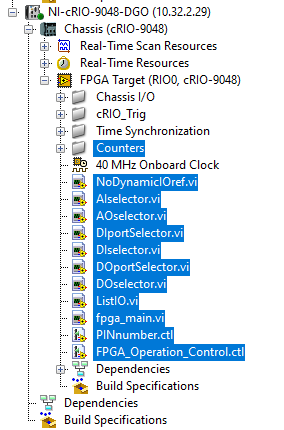 NI-cRIO-9048-DGO (10.32.2.29)
Chassis (cRIO-9048)
Real-Time Scan Resources
Real-Time Resources
FPGA Target (RIO0, cRIO-9048)
Chassis I/O
cRIO_Trig
Time Synchronization
Counters
40 MHz Onboard Clock
NoDynamicIOref.vi
AIselector.vi
AOselector.vi
DIportSelector.vi
DIselector.vi
DOportSelector.vi
DOselector.vi
ListIO.vi
fpga_main.vi
PINnumber.ctl
FPGA_Operation_Control.ctl
Dependencies
Build Specifications
Dependencies
Build Specifications